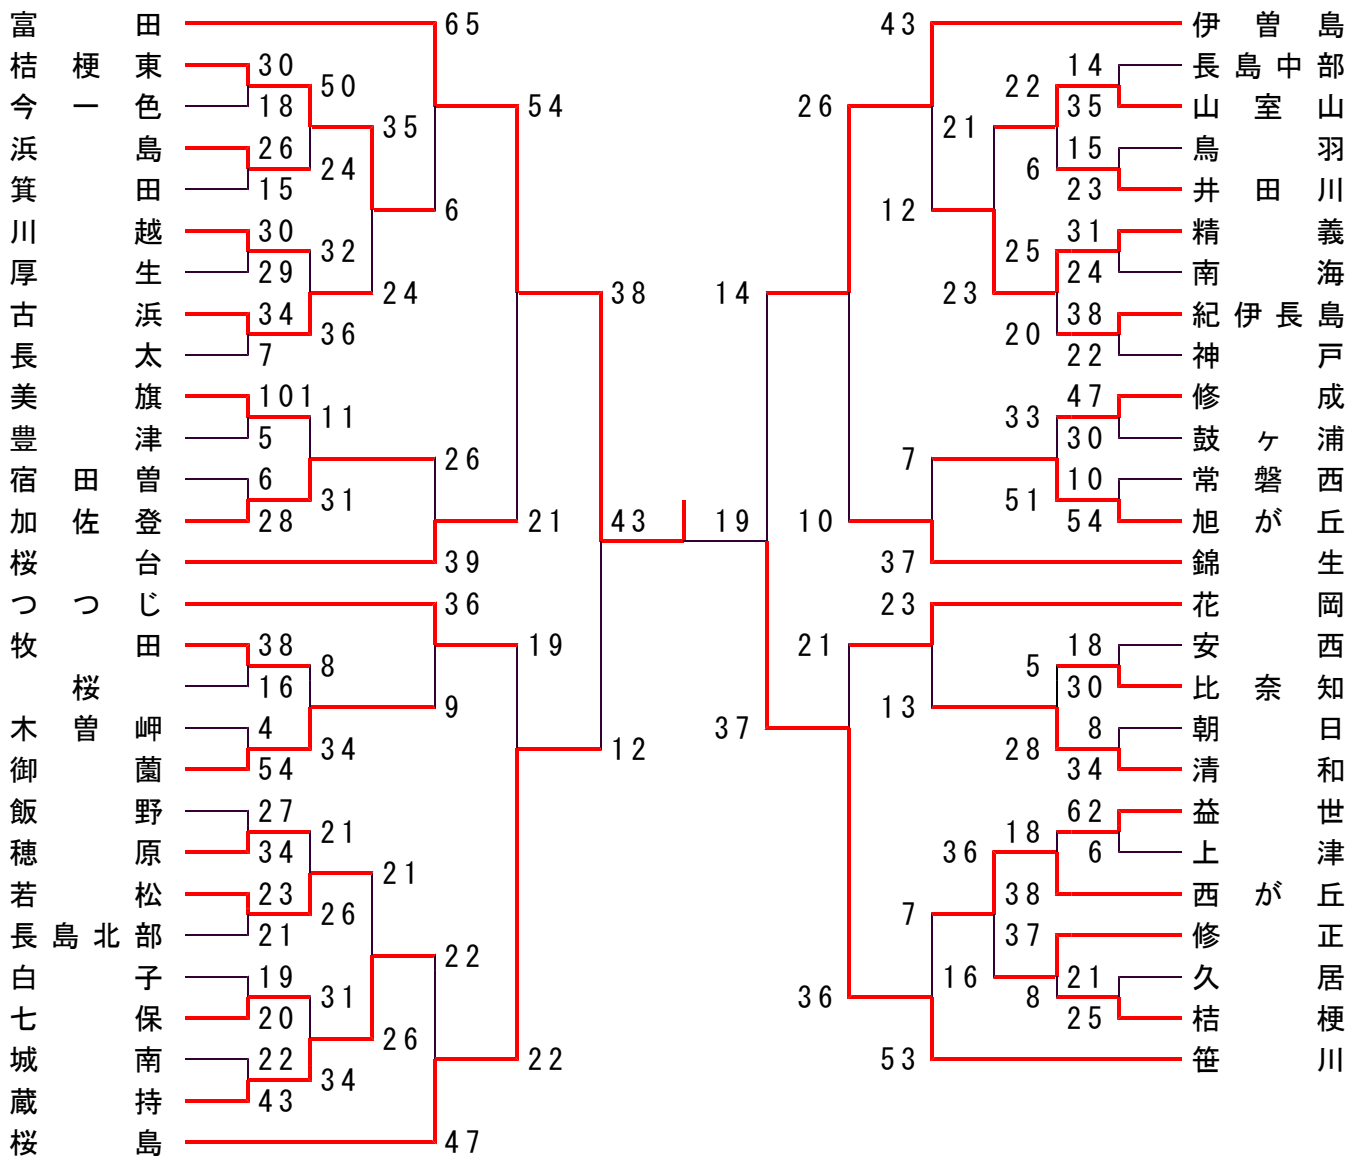 富田 65 43 伊曽島
桔梗東 30 14 長島中部
50 22
今一色 18 54 26 35 山室山
35 21
浜島 26 15 鳥羽
24 6
箕田 15 23 井田川
6 12
川越 30 31 精義
32 25
厚生 29 24 南海
24 38 14 23
古浜 34 38 紀伊長島
36 20
長太 7 22 神戸
美旗 101 47 修成
11 33
豊津 5 30 鼓ヶ浦
26 7
宿田曽 6 10 常磐西
31 51
加佐登 28 21 43 19 10 54 旭が丘
桜台 39 37 錦生
つつじ 36 23 花岡
牧田 38 19 21 18 安西
8 5
桜 16 30 比奈知
9 13
木曽岬 4 37 8 朝日
34 12 28
御薗 54 34 清和
飯野 27 62 益世
21 18
穂原 34 36 6 上津
21
若松 23 38 西が丘
26 7
長島北部 21 37 修正
22
白子 19 16 21 久居
31 36 8
七保 20 25 桔梗
26
城南 22 22 53 笹川
34
蔵持 43
桜島 47